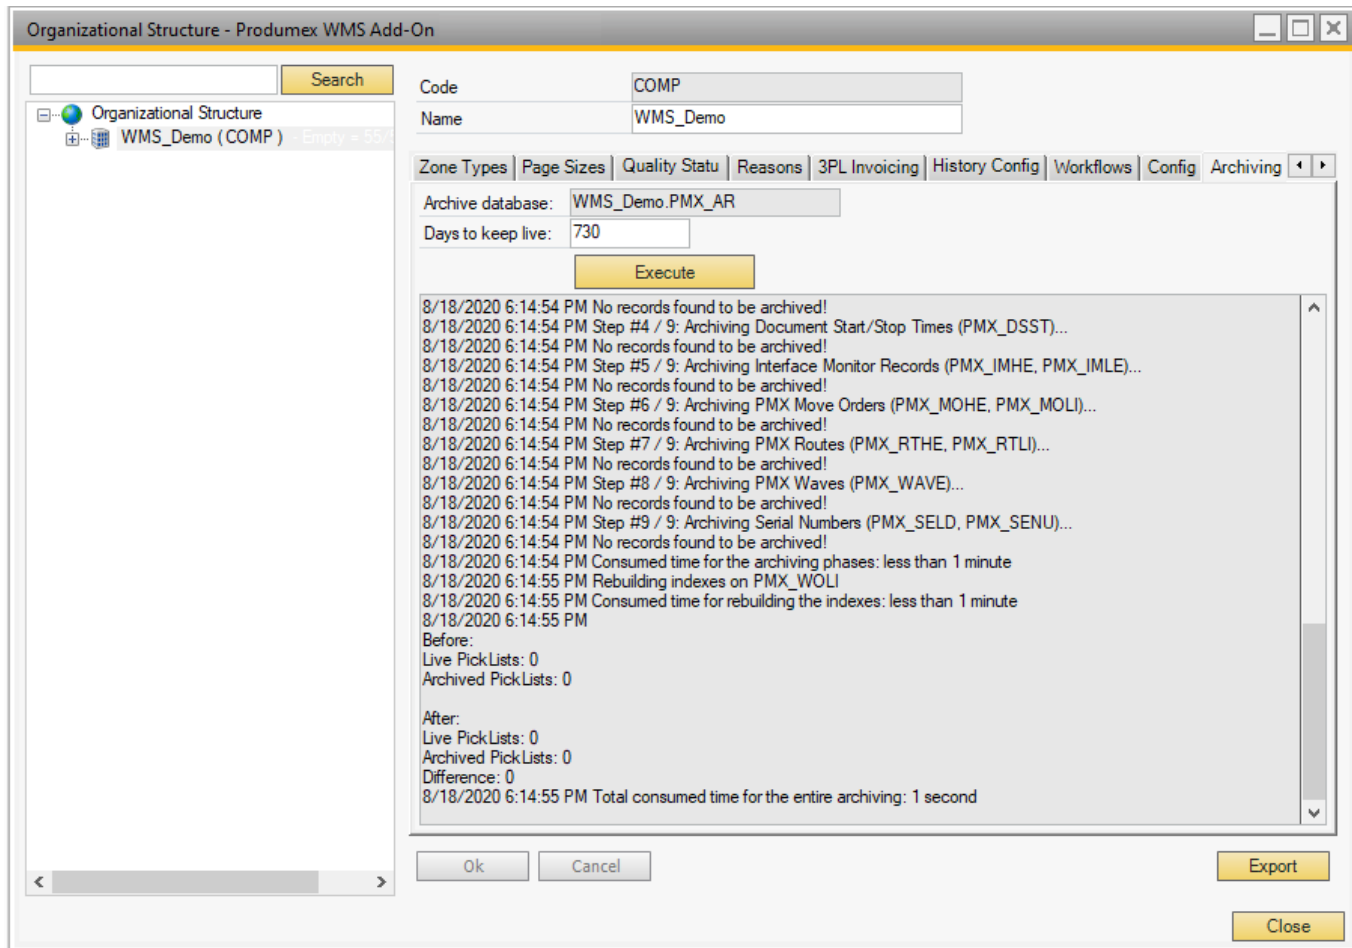 Organizational Structure - Produmex WMS Add-On
Search
Organizational Structure
WMS_Demo ( COMP ) - Empty = 55/
Code COMP
Name WMS_Demo
Zone Types Page Sizes Quality Statu Reasons 3PL Invoicing History Config Workflows Config Archiving
Archive database: WMS_Demo.PMX_AR
Days to keep live: 730
Execute
8/18/2020 6:14:54 PM No records found to be archived!
8/18/2020 6:14:54 PM Step #4 / 9: Archiving Document Start/Stop Times (PMX_DSST)...
8/18/2020 6:14:54 PM No records found to be archived!
8/18/2020 6:14:54 PM Step #5 / 9: Archiving Interface Monitor Records (PMX_IMHE, PMX_IMLE)...
8/18/2020 6:14:54 PM No records found to be archived!
8/18/2020 6:14:54 PM Step #6 / 9: Archiving PMX Move Orders (PMX_MOHE, PMX_MOLI)...
8/18/2020 6:14:54 PM No records found to be archived!
8/18/2020 6:14:54 PM Step #7 / 9: Archiving PMX Routes (PMX_RTHE, PMX_RTLI)...
8/18/2020 6:14:54 PM No records found to be archived!
8/18/2020 6:14:54 PM Step #8 / 9: Archiving PMX Waves (PMX_WAVE)...
8/18/2020 6:14:54 PM No records found to be archived!
8/18/2020 6:14:54 PM Step #9 / 9: Archiving Serial Numbers (PMX_SELD, PMX_SENU)...
8/18/2020 6:14:54 PM No records found to be archived!
8/18/2020 6:14:54 PM Consumed time for the archiving phases: less than 1 minute
8/18/2020 6:14:55 PM Rebuilding indexes on PMX_WOLI
8/18/2020 6:14:55 PM Consumed time for rebuilding the indexes: less than 1 minute
8/18/2020 6:14:55 PM
Before:
Live PickLists: 0
Archived PickLists: 0
After:
Live PickLists: 0
Archived PickLists: 0
Difference: 0
8/18/2020 6:14:55 PM Total consumed time for the entire archiving: 1 second
Ok Cancel Export
Close